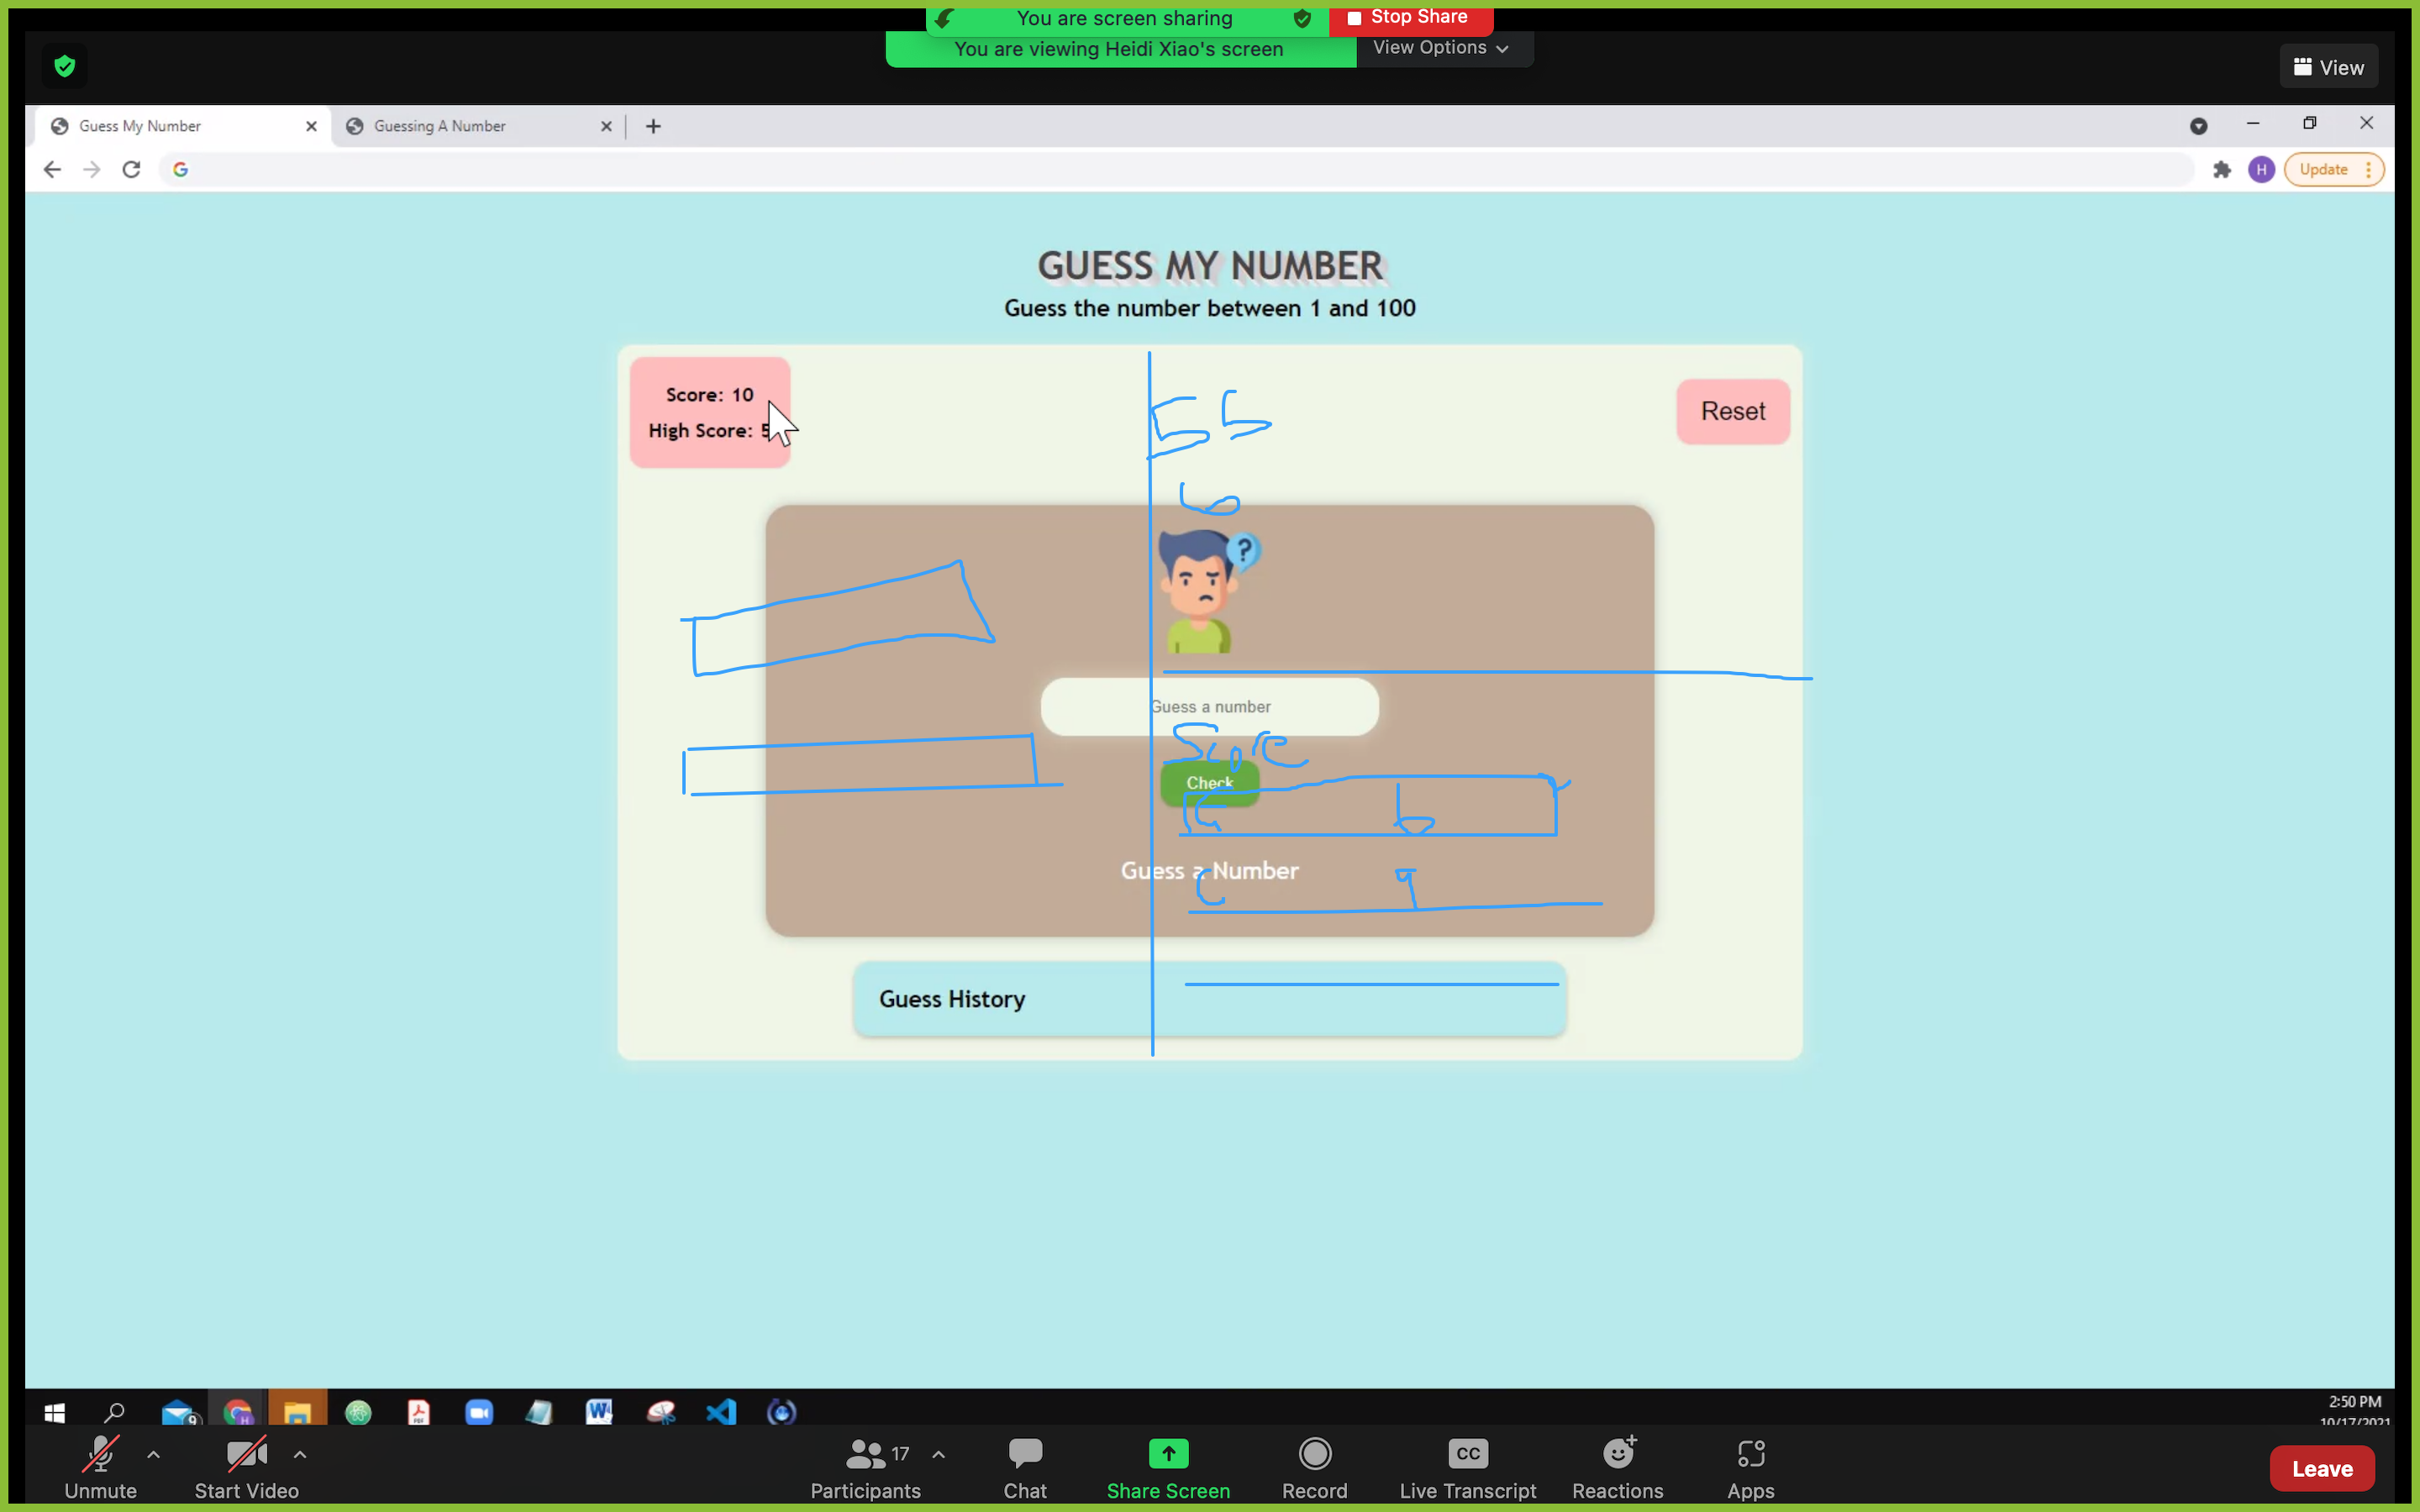 You are screen sharing
Stop Share
You are viewing Heidi Xiao's screen
View Options
View
Guess My Number
Guessing A Number
H
Update
GUESS MY NUMBER
Guess the number between 1 and 100
Score: 10
High Score:
55
Reset
6
?
Guess a number
Score
Check
G 6
Guess a Number
C 9
Guess History
9
H
PDF
W
2:50 PM
10/17/2021
Unmute
Start Video
17
Participants
Chat
Share Screen
Record
CC
Live Transcript
Reactions
Apps
Leave